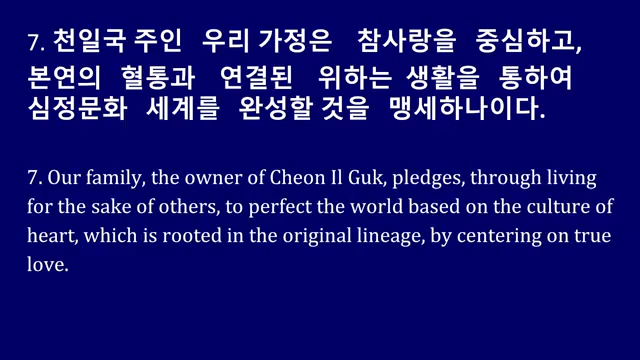 7. 천일국 주인 우리 가정은 참사랑을 중심하고,
본연의 혈통과 연결된 위하는 생활을 통하여
심정문화 세계를 완성할 것을 맹세하나이다.
7. Our family, the owner of Cheon Il Guk, pledges, through living
for the sake of others, to perfect the world based on the culture of
heart, which is rooted in the original lineage, by centering on true
love.